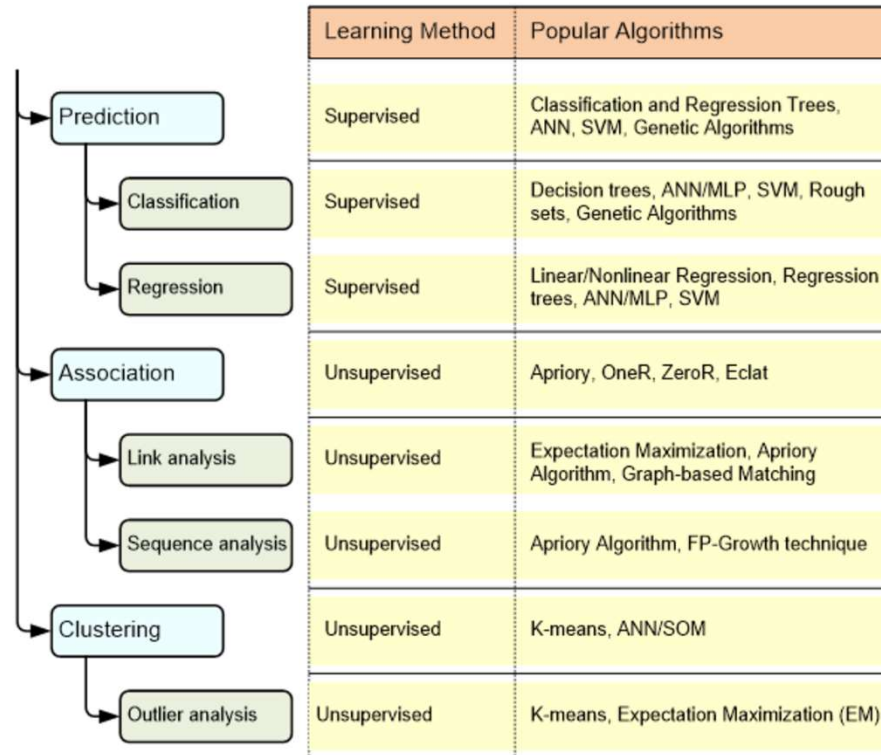 Learning Method Popular Algorithms
Prediction Supervised Classification and Regression Trees,
ANN, SVM, Genetic Algorithms
Classification Supervised Decision trees, ANN/MLP, SVM, Rough
sets, Genetic Algorithms
Regression Supervised Linear/Nonlinear Regression, Regression
trees, ANN/MLP, SVM
Association Unsupervised Apriory, OneR, ZeroR, Eclat
Link analysis Unsupervised Expectation Maximization, Apriory
Algorithm, Graph-based Matching
Sequence analysis Unsupervised Apriory Algorithm, FP-Growth technique
Clustering Unsupervised K-means, ANN/SOM
Outlier analysis Unsupervised K-means, Expectation Maximization (EM)